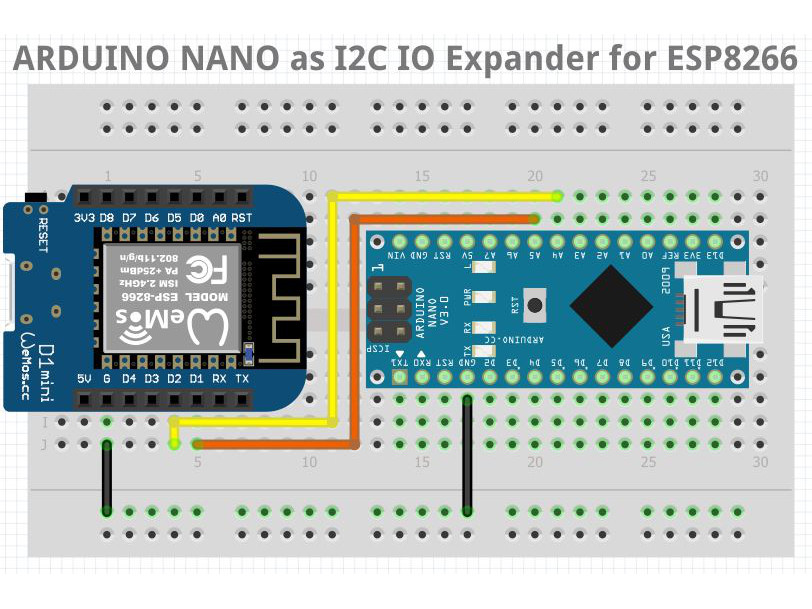 ARDUINO NANO as I2C IO Expander for ESP8266
1 5 10 15 20 25 30
3V3 D8 D7 D6 D5 D0 A0 RST
RESET
MODEL ESP-8266
ISM 2.4GHz
PA +25dBm
802.11b/g/n
FC
WeMos
D1 mini
WeMos.cc
5V G D4 D3 D2 D1 RX TX
VIN GND RST 5V A7 A6 A5 A4 A3 A2 A1 A0 REF 3V3 D13
1
ICSP
ARDUINO
NANO
V3.0
L
PWR
RX
TX
RST
ARDUINO.CC
USA
TX1 RX0 RST GND D2 D3 D4 D5 D6 D7 D8 D9 D10 D11 D12
I
J
5 10 15 20 25 30